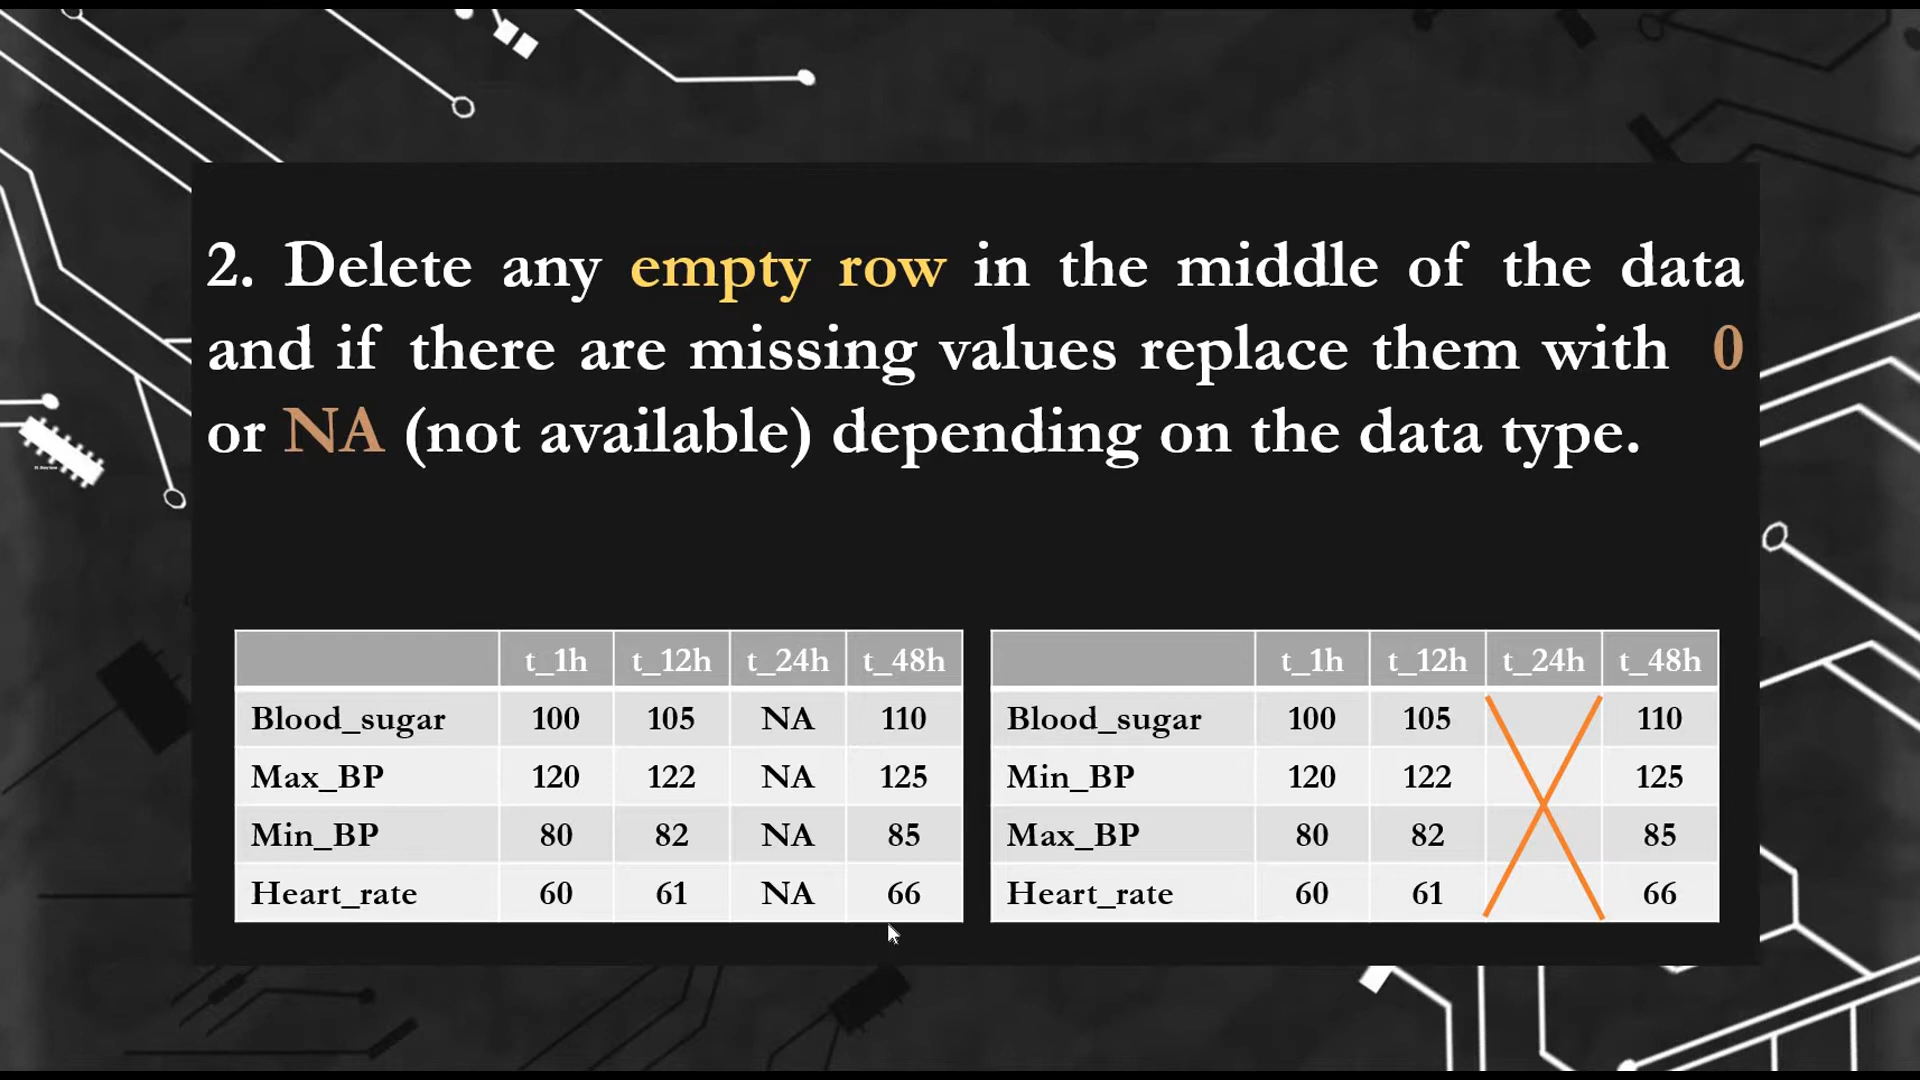 2. Delete any empty row in the middle of the data
and if there are missing values replace them with 0
or NA (not available) depending on the data type.
t_1h t_12h t_24h t_48h
Blood_sugar 100 105 NA 110
Max_BP 120 122 NA 125
Min_BP 80 82 NA 85
Heart_rate 60 61 NA 66
t_1h t_12h t_24h t_48h
Blood_sugar 100 105 110
Min_BP 120 122 125
Max_BP 80 82 85
Heart_rate 60 61 66